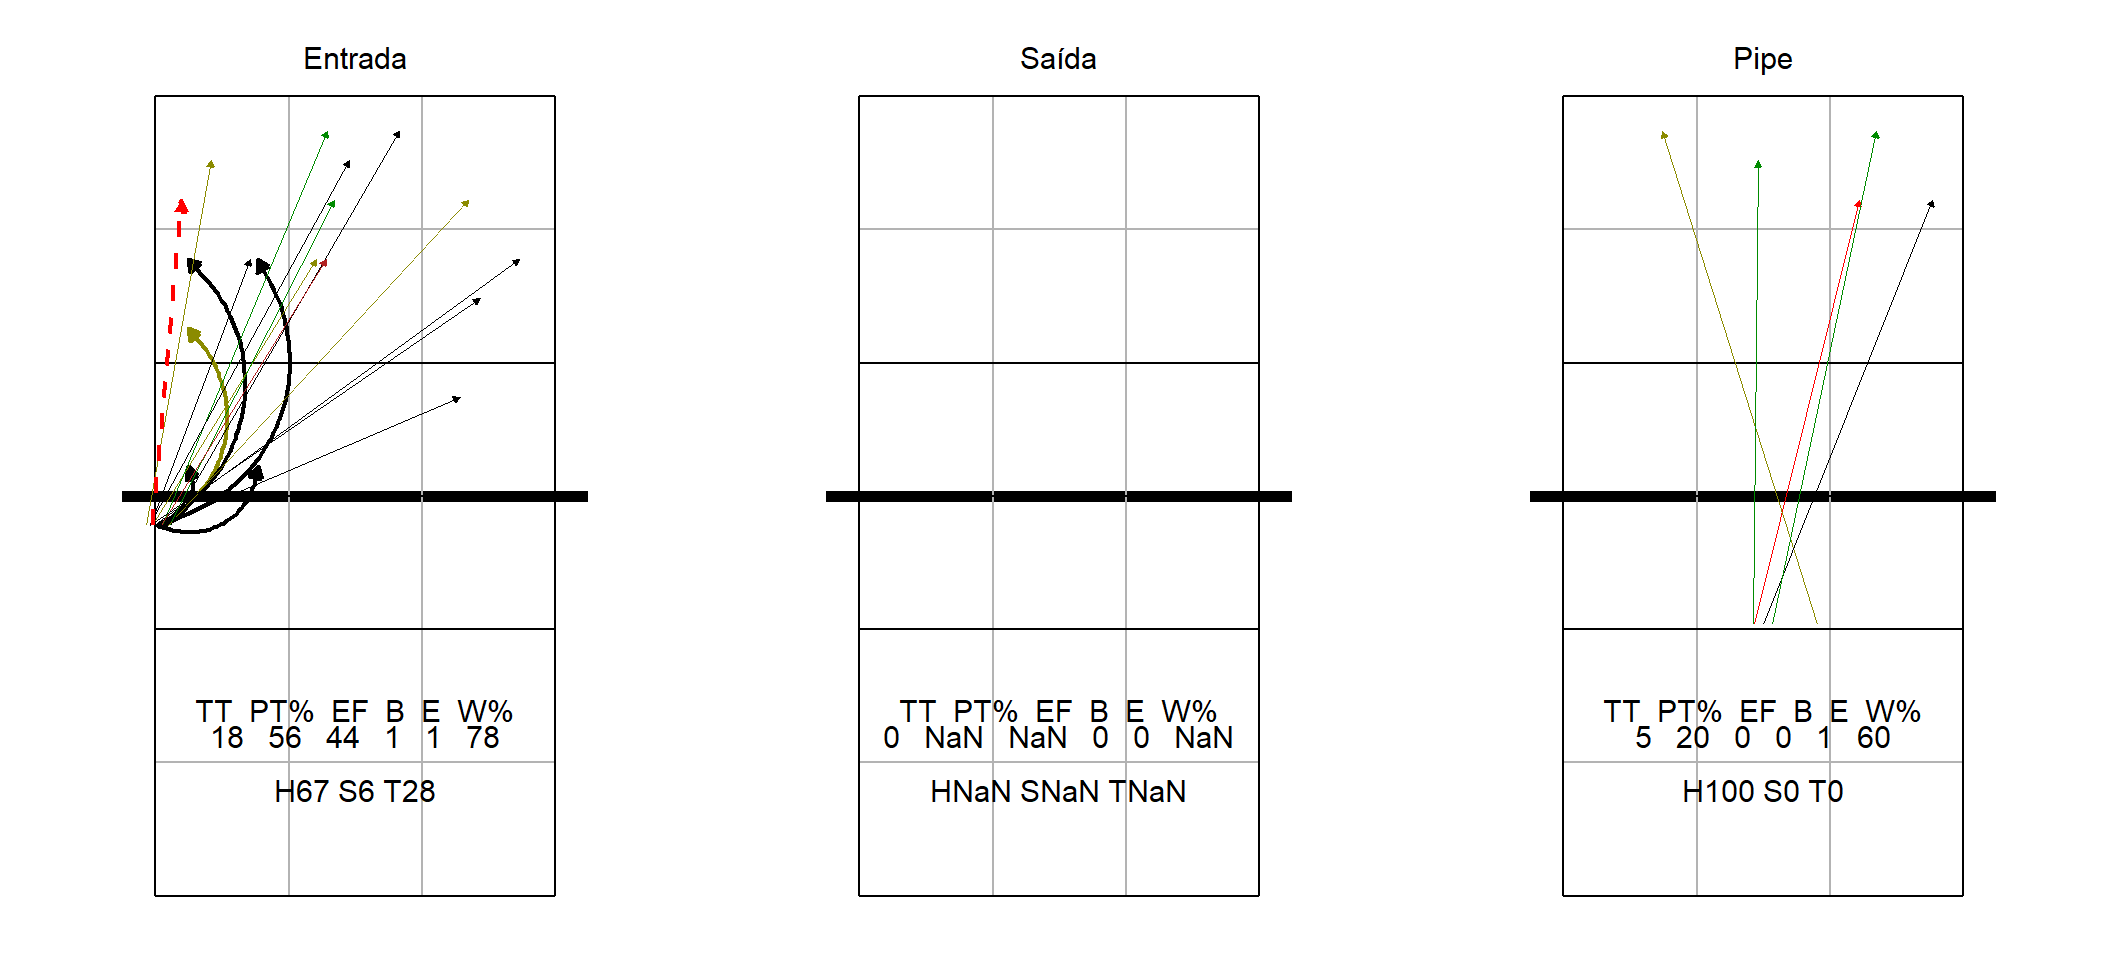 Entrada
TT PT% EF B E W%
18 56 44 1 1 78
H67 S6 T28
Saída
TT PT% EF B E W%
0 NaN NaN 0 0 NaN
HNaN SNaN TNaN
Pipe
TT PT% EF B E W%
5 20 0 0 1 60
H100 S0 T0